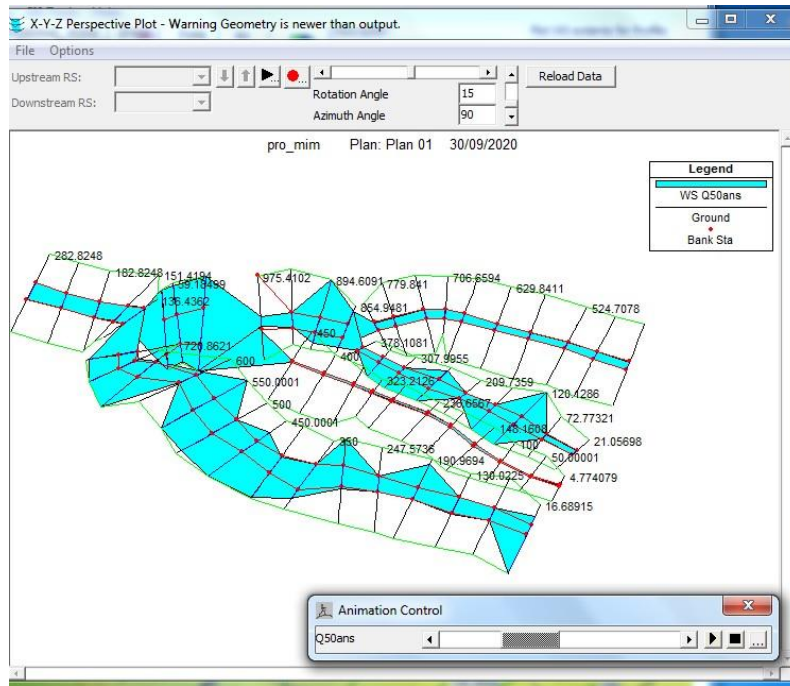 X-Y-Z Perspective Plot - Warning Geometry is newer than output.
File Options
Upstream RS:
Downstream RS:
Rotation Angle 15
Azimuth Angle 90
Reload Data
pro_mim Plan: Plan 01 30/09/2020
Legend
WS Q50ans
Ground
Bank Sta
282.8248
182.8248
151.4194
59.18499
136.4362
975.4102
894.6091
779.841
706.6594
629.8411
524.7078
854.9481
450
378.1081
720.8621
600
400
307.9955
323.2126
209.7359
120.1286
550.0001
500
450.0001
72.77321
148.1608
21.05698
350
247.5736
100
50.00001
190.9694
130.0225
4.774079
16.68915
Animation Control
Q50ans